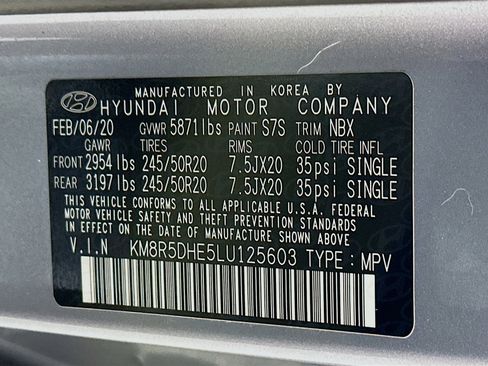 MANUFACTURED IN KOREA BY
HYUNDAI MOTOR COMPANY
FEB/06/20 GVWR 5871lbs PAINT S7S TRIM NBX
GAWR TIRES RIMS COLD TIRE INFL
FRONT 2954lbs 245/50R20 7.5JX20 35psi SINGLE
REAR 3197lbs 245/50R20 7.5JX20 35psi SINGLE
THIS VEHICLE CONFORMS TO ALL APPLICABLE U.S.A. FEDERAL
MOTOR VEHICLE SAFETY AND THEFT PREVENTION STANDARDS
IN EFFECT ON THE DATE OF MANUFACTURE SHOWN ABOVE.
V.I.N KM8R5DHE5LU125603 TYPE : MPV